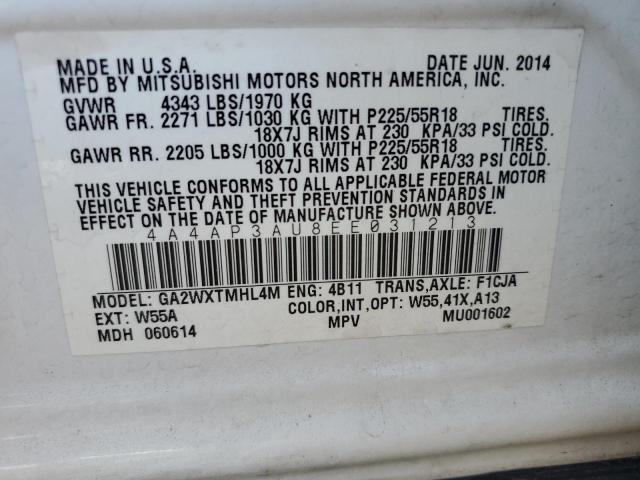 MADE IN U.S.A. DATE JUN. 2014
MFD BY MITSUBISHI MOTORS NORTH AMERICA, INC.
GVWR 4343 LBS/1970 KG
GAWR FR. 2271 LBS/1030 KG WITH P225/55R18 TIRES,
18X7J RIMS AT 230 KPA/33 PSI COLD.
GAWR RR. 2205 LBS/1000 KG WITH P225/55R18 TIRES,
18X7J RIMS AT 230 KPA/33 PSI COLD.
THIS VEHICLE CONFORMS TO ALL APPLICABLE FEDERAL MOTOR
VEHICLE SAFETY AND THEFT PREVENTION STANDARDS IN
EFFECT ON THE DATE OF MANUFACTURE SHOWN ABOVE.
4A4AP3AU8EE031213
MODEL: GA2WXTMHL4M ENG: 4B11 TRANS,AXLE: F1CJA
EXT: W55A COLOR,INT,OPT: W55,41X,A13
MDH 060614 MPV MU001602